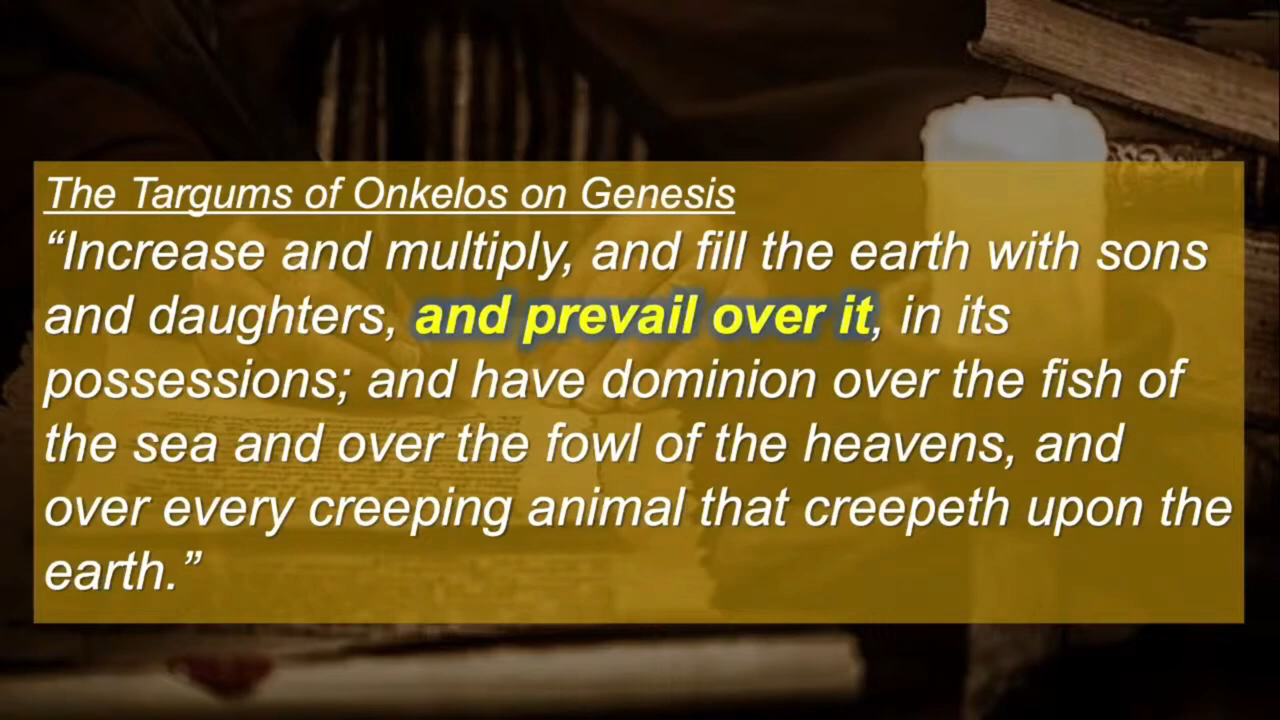 The Targums of Onkelos on Genesis
“Increase and multiply, and fill the earth with sons
and daughters, and prevail over it, in its
possessions; and have dominion over the fish of
the sea and over the fowl of the heavens, and
over every creeping animal that creepeth upon the
earth.”